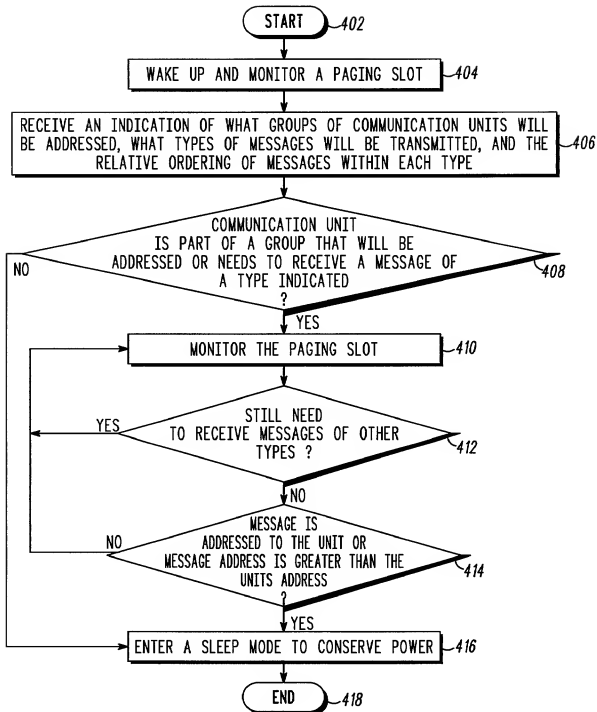 START
402
WAKE UP AND MONITOR A PAGING SLOT
404
RECEIVE AN INDICATION OF WHAT GROUPS OF COMMUNICATION UNITS WILL
BE ADDRESSED, WHAT TYPES OF MESSAGES WILL BE TRANSMITTED, AND THE
RELATIVE ORDERING OF MESSAGES WITHIN EACH TYPE
406
COMMUNICATION UNIT
IS PART OF A GROUP THAT WILL BE
ADDRESSED OR NEEDS TO RECEIVE A MESSAGE OF
A TYPE INDICATED
?
408
NO
YES
MONITOR THE PAGING SLOT
410
STILL NEED
TO RECEIVE MESSAGES OF OTHER
TYPES ?
412
YES
NO
MESSAGE IS
ADDRESSED TO THE UNIT OR
MESSAGE ADDRESS IS GREATER THAN THE
UNITS ADDRESS
?
414
NO
YES
ENTER A SLEEP MODE TO CONSERVE POWER
416
END
418